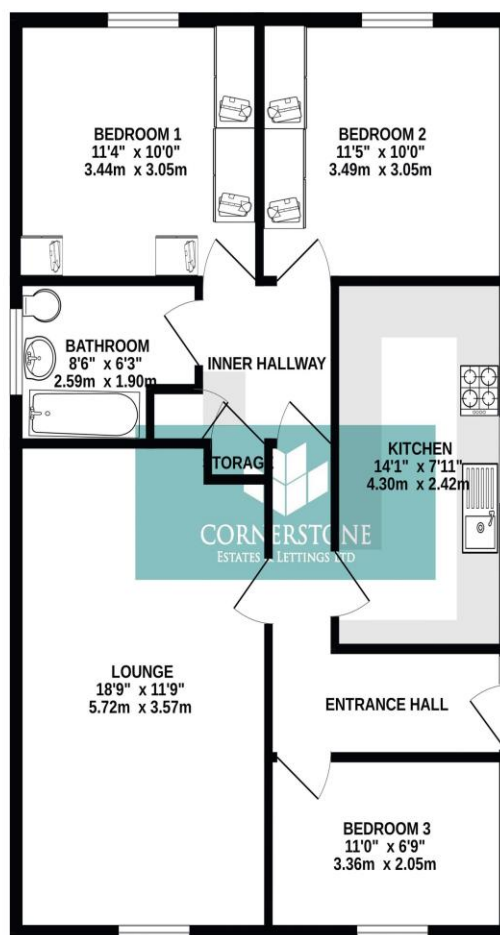 BEDROOM 1
11'4" x 10'0"
3.44m x 3.05m
BEDROOM 2
11'5" x 10'0"
3.49m x 3.05m
BATHROOM
8'6" x 6'3"
2.59m x 1.90m
INNER HALLWAY
KITCHEN
14'1" x 7'11"
4.30m x 2.42m
STORAGE
CORNERSTONE
ESTATES & LETTINGS LTD
LOUNGE
18'9" x 11'9"
5.72m x 3.57m
ENTRANCE HALL
BEDROOM 3
11'0" x 6'9"
3.36m x 2.05m